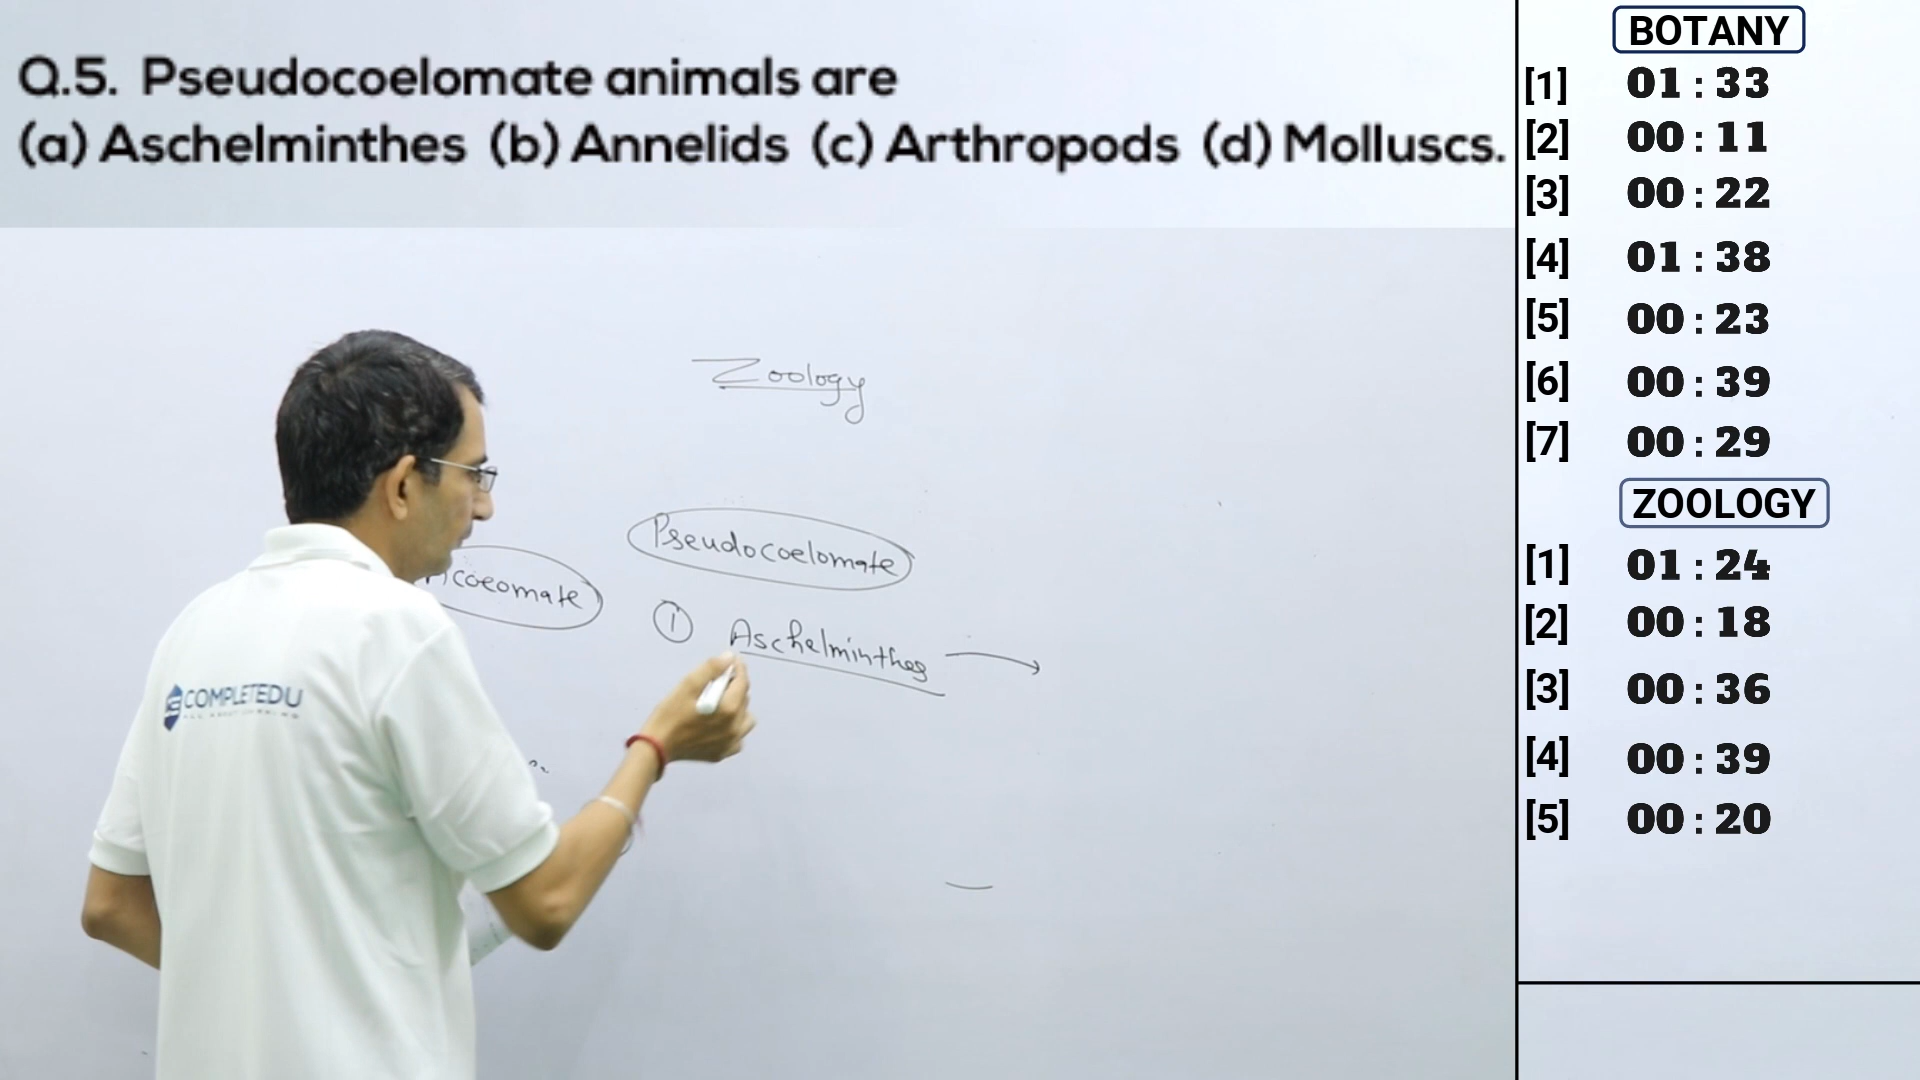 Q.5. Pseudocoelomate animals are
(a) Aschelminthes (b) Annelids (c) Arthropods (d) Molluscs.
Zoology
Pseudocoelomate
① Aschelminthes
COMPLETEDU
BOTANY
[1] 01 : 33
[2] 00 : 11
[3] 00 : 22
[4] 01 : 38
[5] 00 : 23
[6] 00 : 39
[7] 00 : 29
ZOOLOGY
[1] 01 : 24
[2] 00 : 18
[3] 00 : 36
[4] 00 : 39
[5] 00 : 20